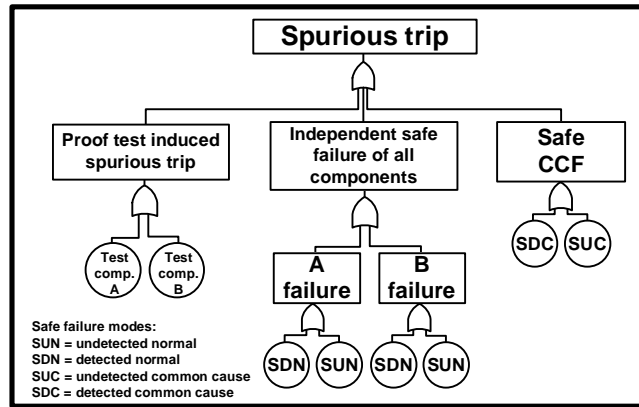 Spurious trip
Proof test induced
spurious trip
Independent safe
failure of all
components
Safe
CCF
Test
comp.
A
Test
comp.
B
A
failure
B
failure
SDC
SUC
SDN
SUN
SDN
SUN
Safe failure modes:
SUN = undetected normal
SDN = detected normal
SUC = undetected common cause
SDC = detected common cause